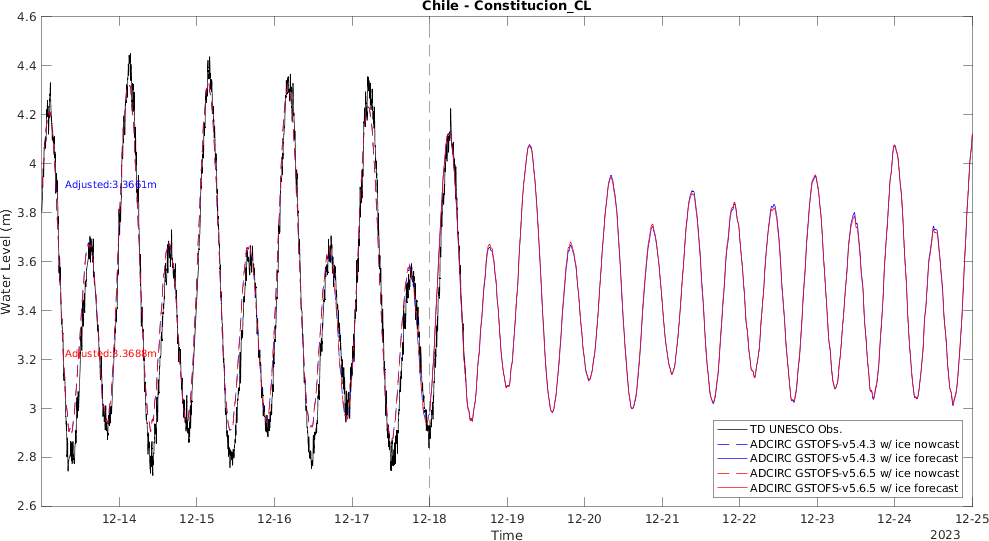 Chile - Constitucion_CL
4.6
4.4
4.2
4
3.8
3.6
3.4
3.2
3
2.8
2.6
Water Level (m)
Adjusted:3.3661m
Adjusted:3.3688m
TD UNESCO Obs.
ADCIRC GSTOFS-v5.4.3 w/ ice nowcast
ADCIRC GSTOFS-v5.4.3 w/ ice forecast
ADCIRC GSTOFS-v5.6.5 w/ ice nowcast
ADCIRC GSTOFS-v5.6.5 w/ ice forecast
12-14 12-15 12-16 12-17 12-18 12-19 12-20 12-21 12-22 12-23 12-24 12-25
Time
2023